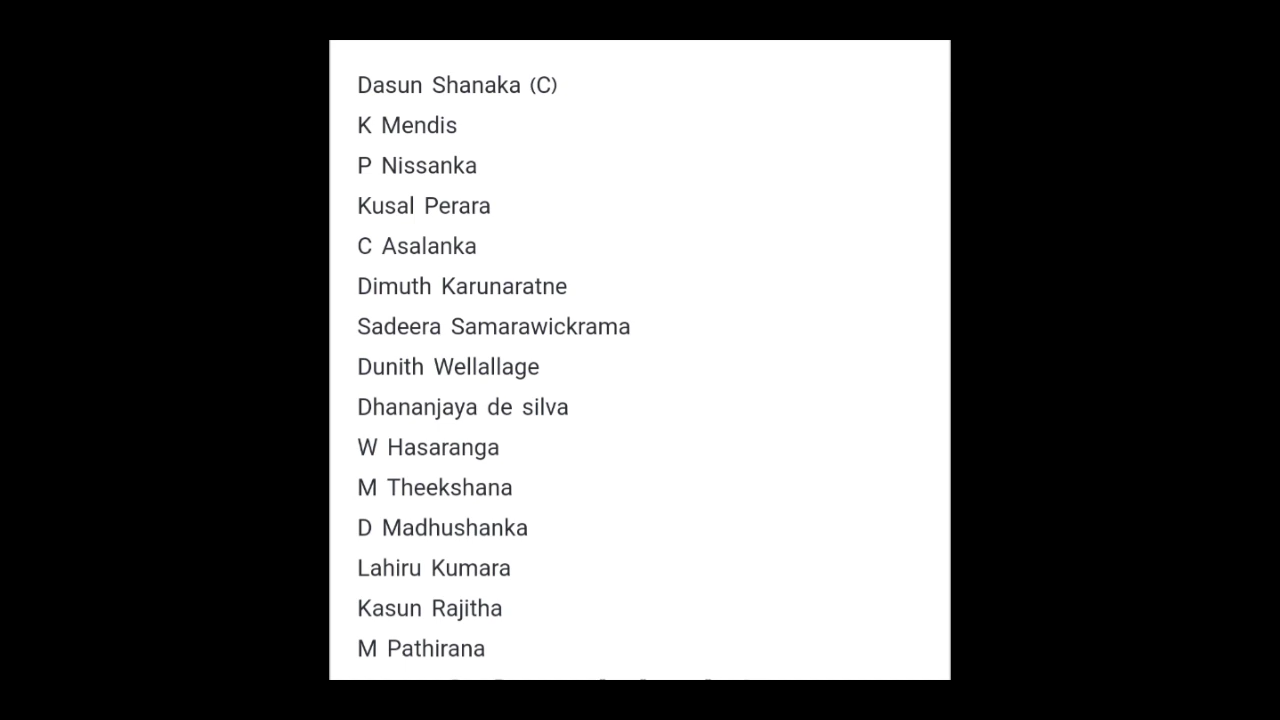 Dasun Shanaka (C)
K Mendis
P Nissanka
Kusal Perara
C Asalanka
Dimuth Karunaratne
Sadeera Samarawickrama
Dunith Wellallage
Dhananjaya de silva
W Hasaranga
M Theekshana
D Madhushanka
Lahiru Kumara
Kasun Rajitha
M Pathirana